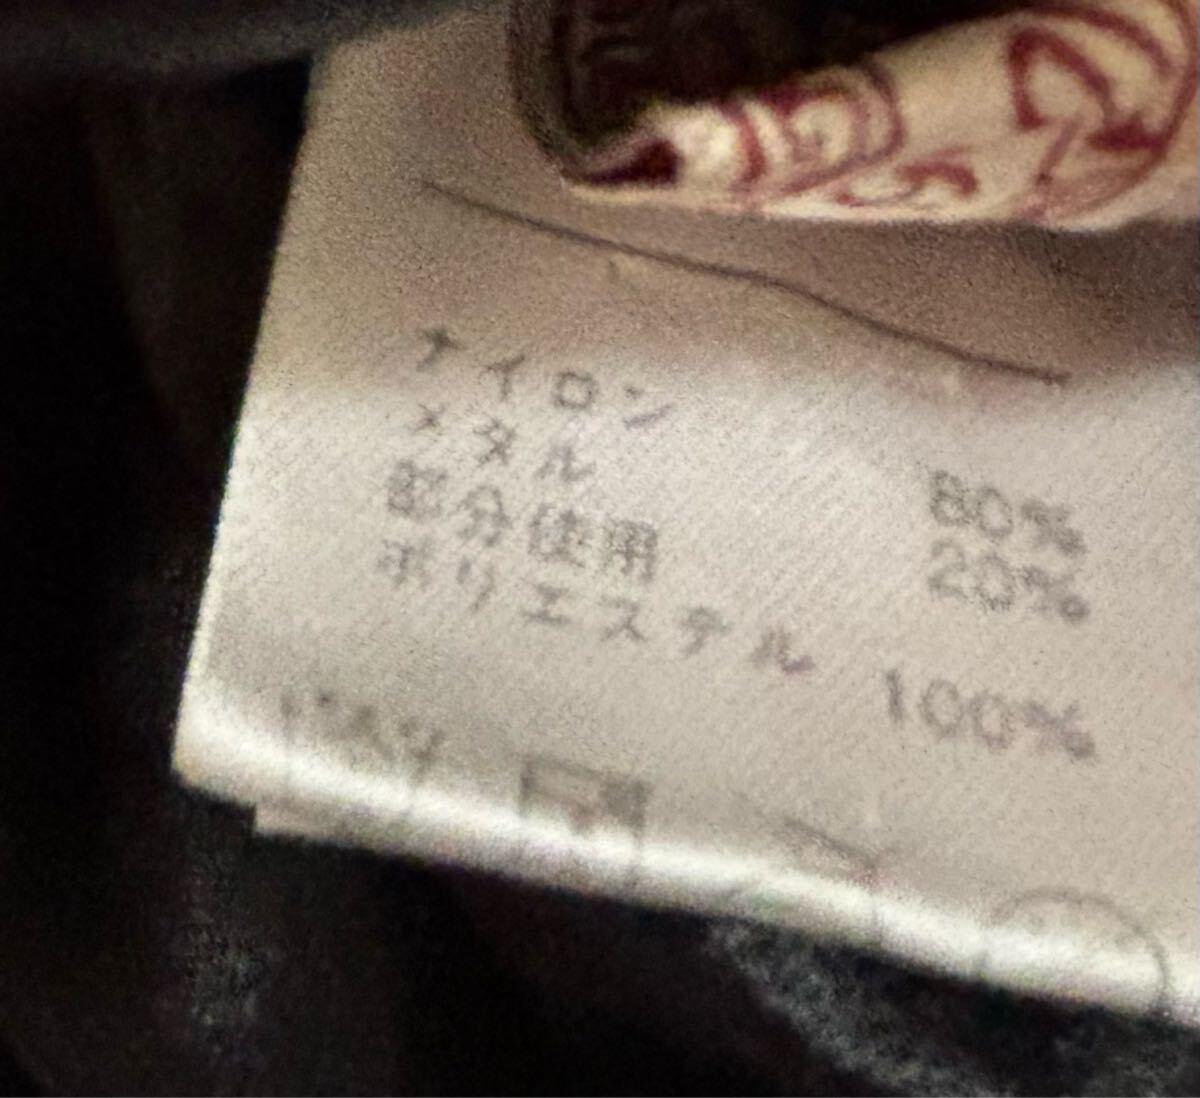 ナイロン 80%
メタル 20%
部分使用
ポリエステル 100%